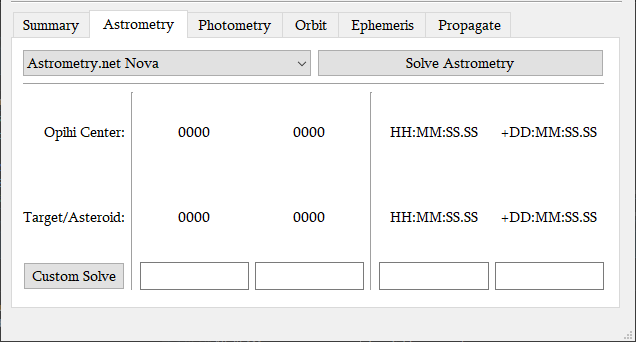 Summary Astrometry Photometry Orbit Ephemeris Propagate
Astrometry.net Nova Solve Astrometry
Opihi Center: 0000 0000 HH:MM:SS.SS +DD:MM:SS.SS
Target/Asteroid: 0000 0000 HH:MM:SS.SS +DD:MM:SS.SS
Custom Solve